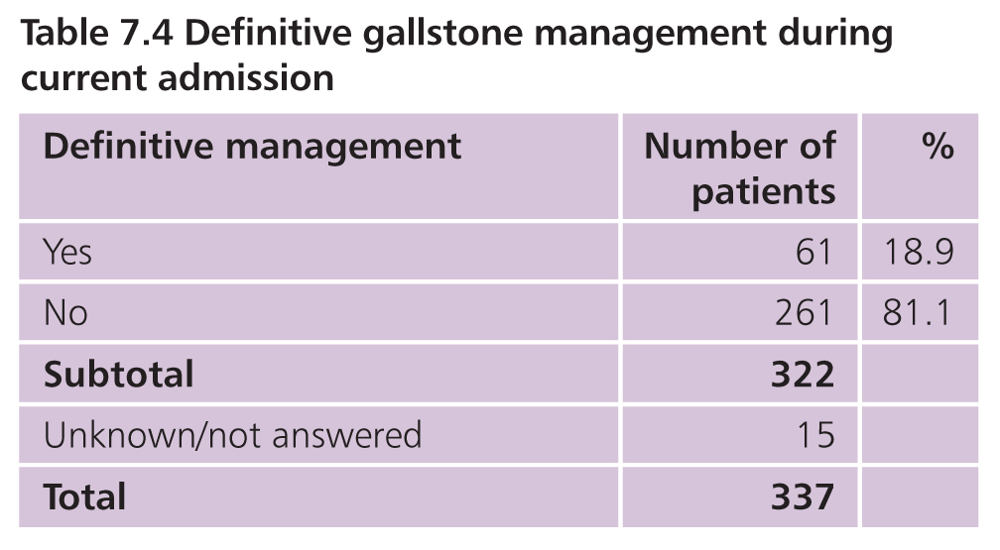 Table 7.4 Definitive gallstone management during
current admission
Definitive management Number of patients %
Yes 61 18.9
No 261 81.1
Subtotal 322
Unknown/not answered 15
Total 337